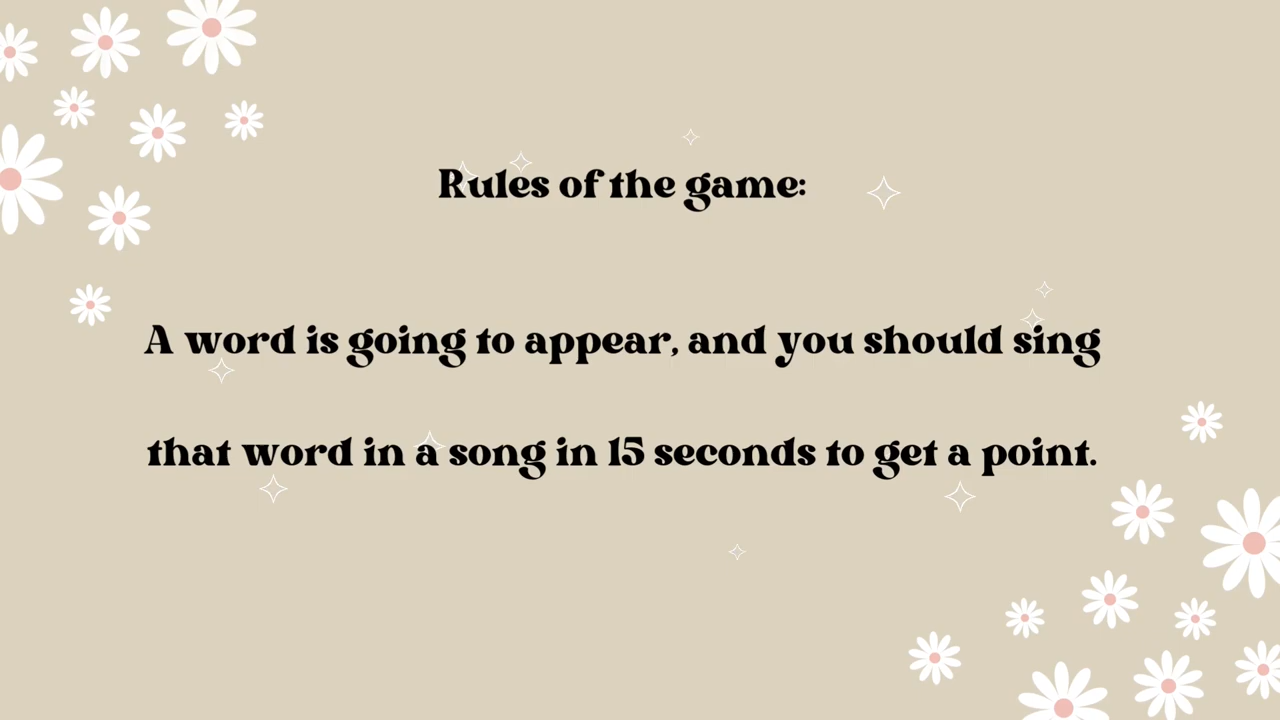 Rules of the game:
A word is going to appear, and you should sing
that word in a song in 15 seconds to get a point.